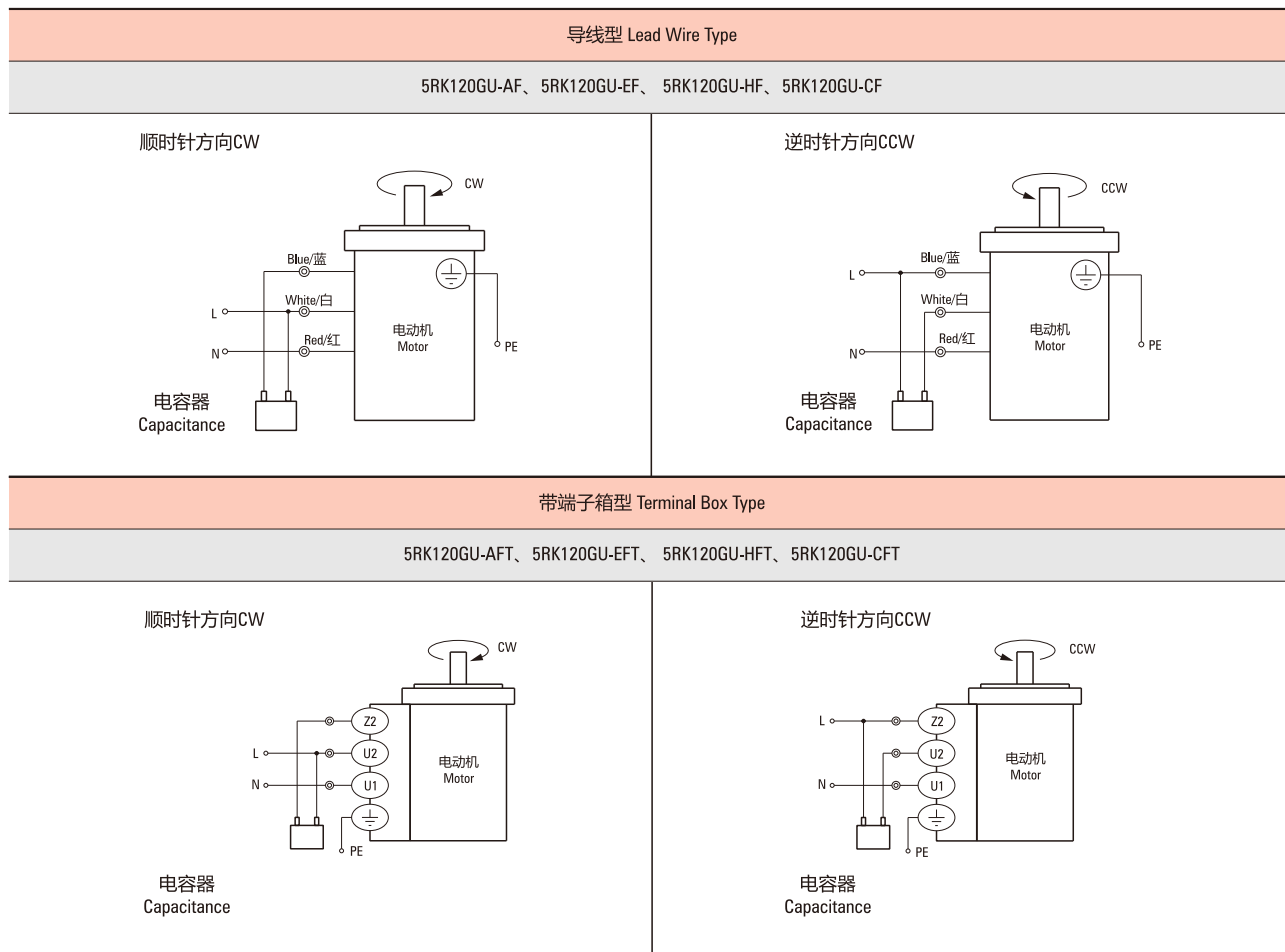 导线型 Lead Wire Type
5RK120GU-AF、5RK120GU-EF、 5RK120GU-HF、5RK120GU-CF
顺时针方向CW
CW
Blue/蓝
White/白
L
Red/红
N
电动机
Motor
PE
电容器
Capacitance
逆时针方向CCW
CCW
Blue/蓝
L
White/白
Red/红
N
电动机
Motor
PE
电容器
Capacitance
带端子箱型 Terminal Box Type
5RK120GU-AFT、5RK120GU-EFT、 5RK120GU-HFT、5RK120GU-CFT
顺时针方向CW
CW
Z2
L
U2
N
U1
电动机
Motor
PE
电容器
Capacitance
逆时针方向CCW
CCW
L
Z2
U2
N
U1
电动机
Motor
PE
电容器
Capacitance